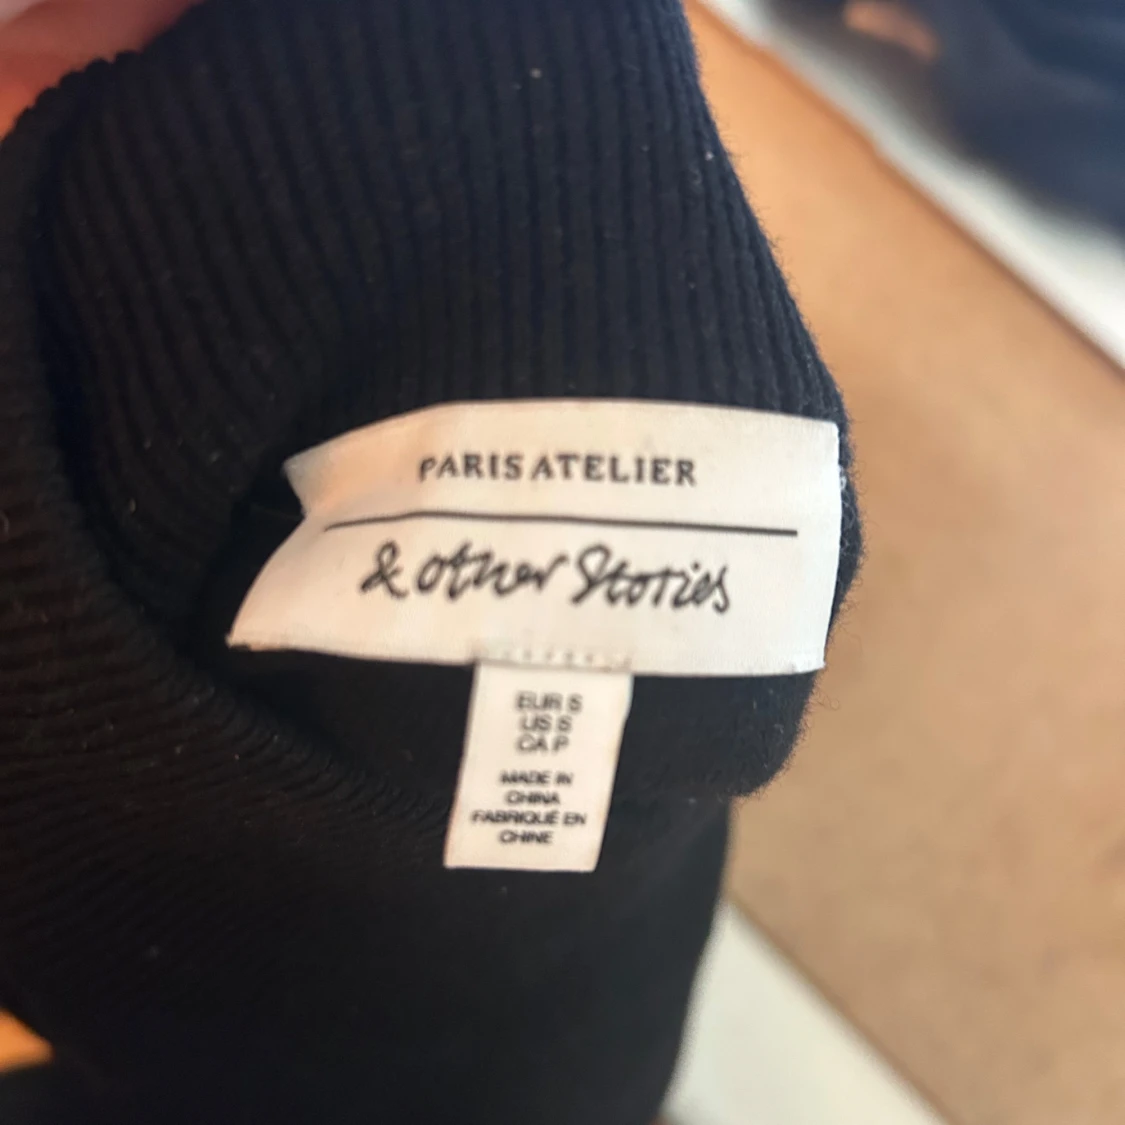 PARIS ATELIER
& other Stories
EUR S
US S
CA P
MADE IN
CHINA
FABRIQUÉ EN
CHINE